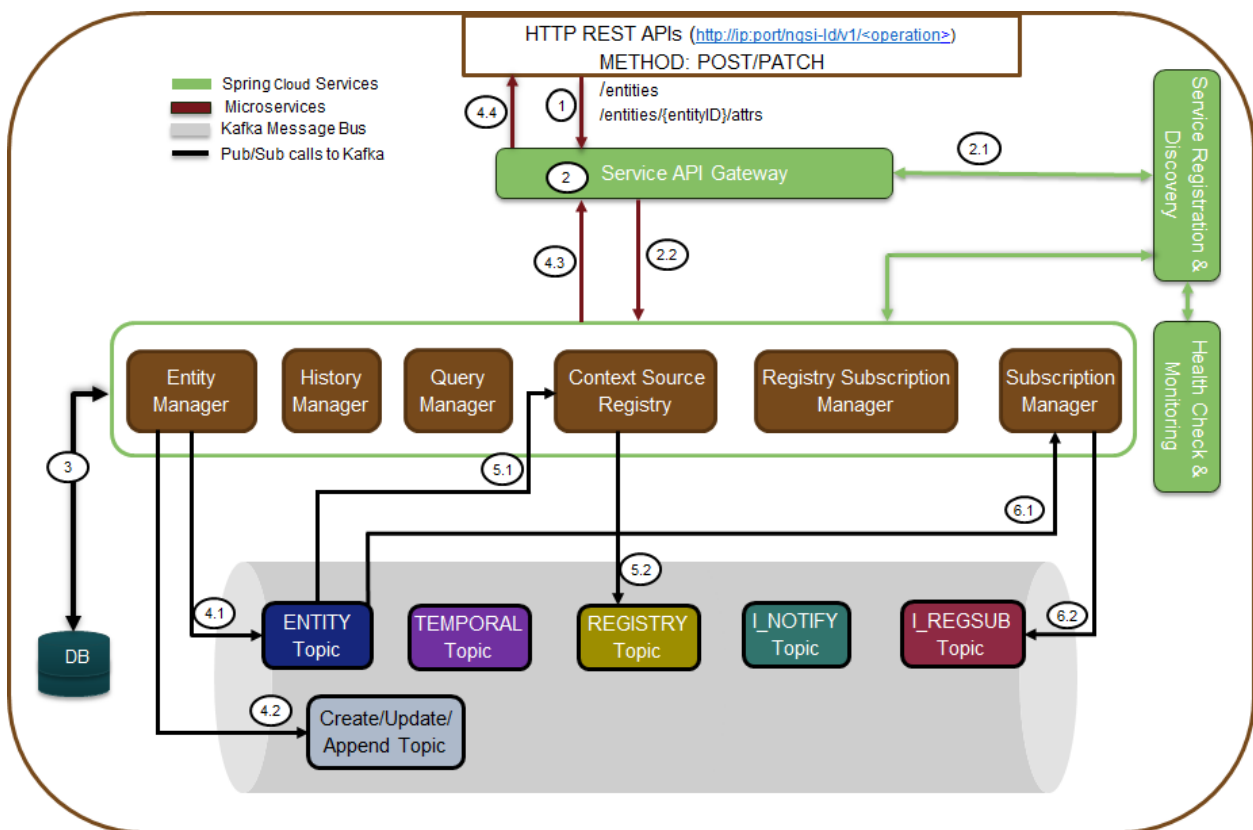 HTTP REST APIs (http://ip:port/ngsi-ld/v1/<operation>)
METHOD: POST/PATCH
Spring Cloud Services
Microservices
Kafka Message Bus
Pub/Sub calls to Kafka
4.4
1
/entities
/entities/{entityID}/attrs
2
Service API Gateway
2.1
Service Registration &
Discovery
4.3
2.2
Entity
Manager
History
Manager
Query
Manager
Context Source
Registry
Registry Subscription
Manager
Subscription
Manager
Health Check &
Monitoring
3
5.1
6.1
5.2
4.1
ENTITY
Topic
TEMPORAL
Topic
REGISTRY
Topic
I_NOTIFY
Topic
I_REGSUB
Topic
6.2
DB
4.2
Create/Update/
Append Topic